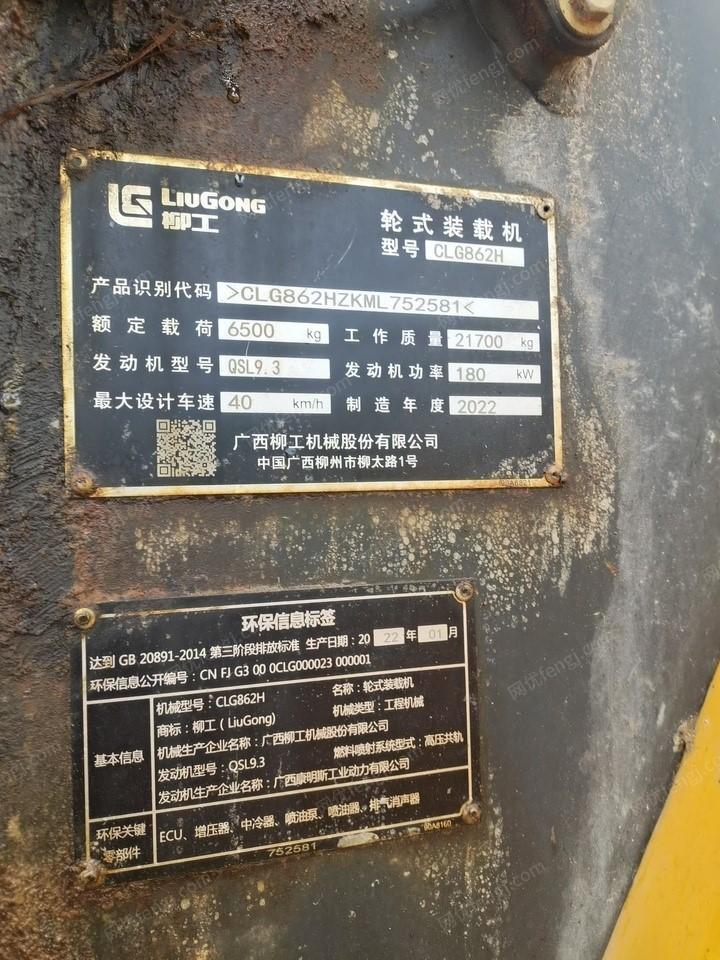 LG LIUGONG
柳工
轮式装载机
型号 CLG862H
产品识别代码 >CLG862HZKML752581<
额定载荷 6500 kg 工作质量 21700 kg
发动机型号 QSL9.3 发动机功率 180 kW
最大设计车速 40 km/h 制造年度 2022
广西柳工机械股份有限公司
中国广西柳州市柳太路1号
00A6821
环保信息标签
达到 GB 20891-2014 第三阶段排放标准 生产日期: 20 22 年 01 月
环保信息公开编号: CN FJ G3 00 0CLG000023 000001
基本信息
机械型号: CLG862H 名称: 轮式装载机
商标: 柳工 (LiuGong) 机械类型: 工程机械
机械生产企业名称: 广西柳工机械股份有限公司
发动机型号: QSL9.3 燃料喷射系统型式: 高压共轨
发动机生产企业名称: 广西康明斯工业动力有限公司
环保关键
零部件
ECU、增压器、中冷器、喷油泵、喷油器、排气消声器
752581
00A8160
网优fengj.com